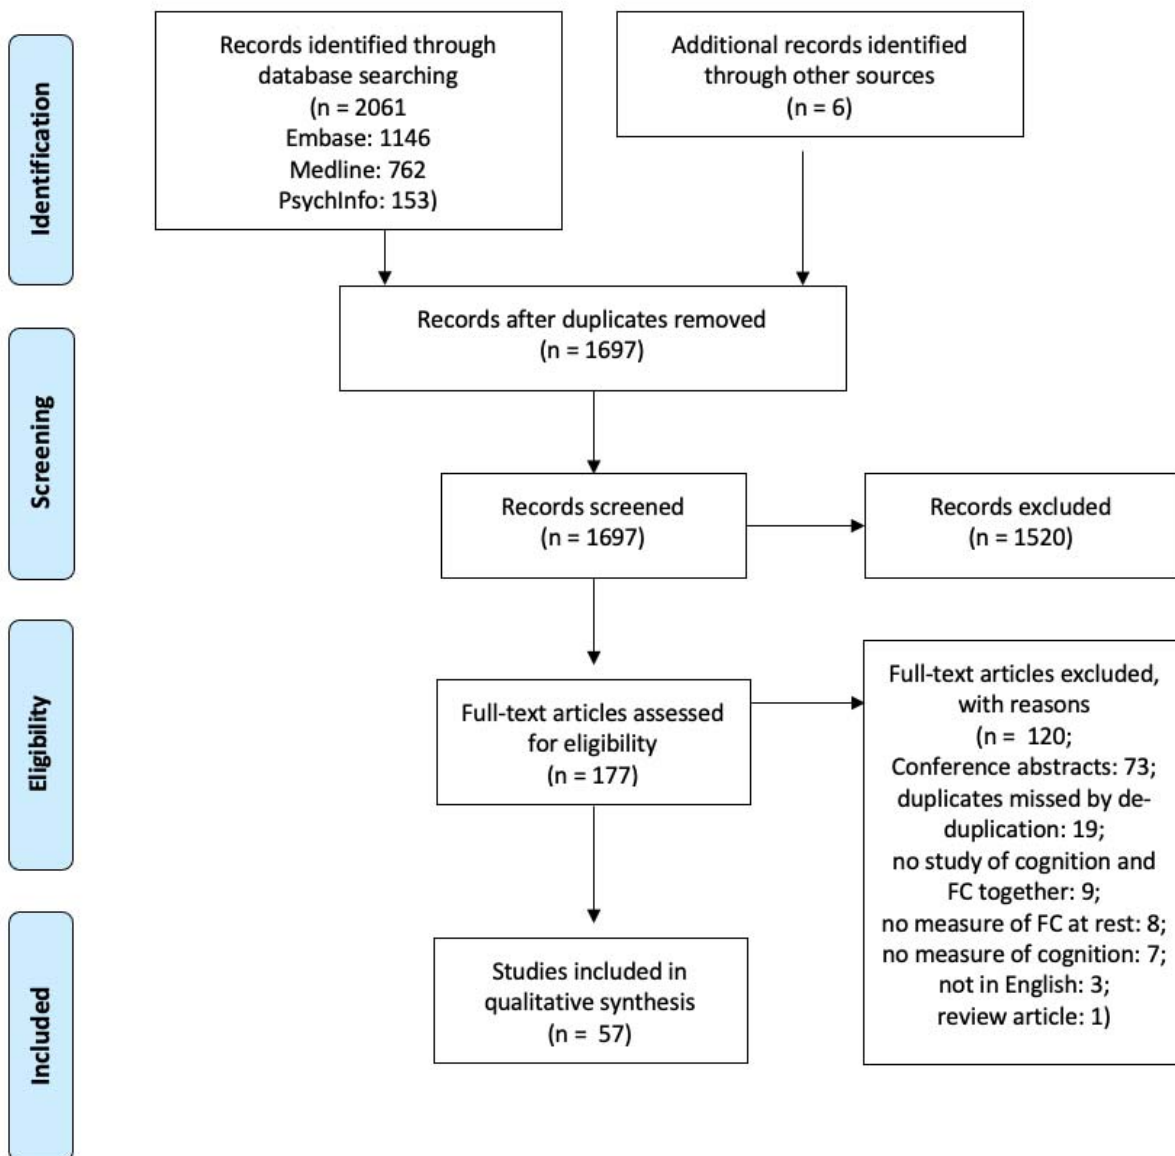 Identification
Records identified through
database searching
(n = 2061
Embase: 1146
Medline: 762
PsychInfo: 153)
Additional records identified
through other sources
(n = 6)
Records after duplicates removed
(n = 1697)
Screening
Records screened
(n = 1697)
Records excluded
(n = 1520)
Eligibility
Full-text articles assessed
for eligibility
(n = 177)
Full-text articles excluded,
with reasons
(n = 120;
Conference abstracts: 73;
duplicates missed by de-
duplication: 19;
no study of cognition and
FC together: 9;
no measure of FC at rest: 8;
no measure of cognition: 7;
not in English: 3;
review article: 1)
Included
Studies included in
qualitative synthesis
(n = 57)